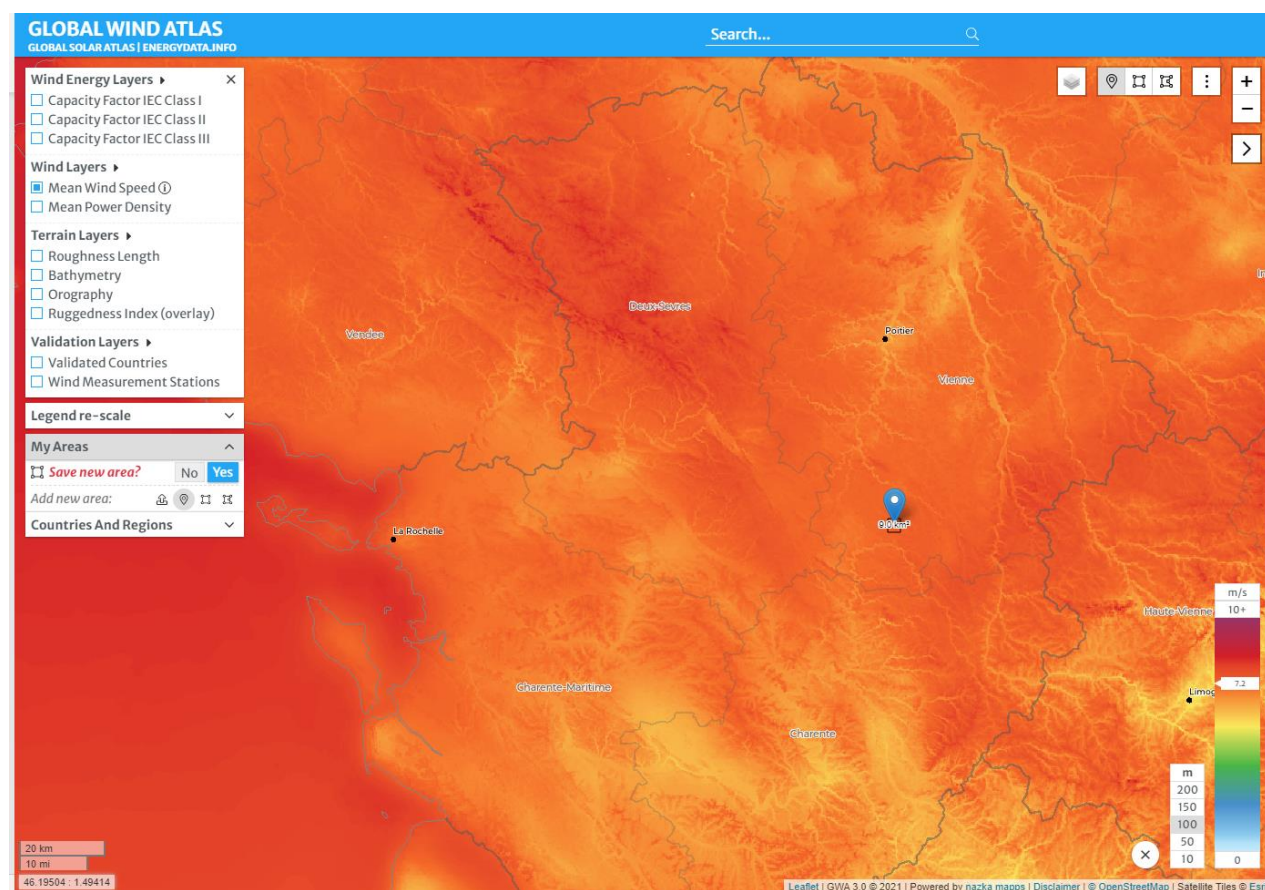 GLOBAL WIND ATLAS
GLOBAL SOLAR ATLAS | ENERGYDATA.INFO
Search...
Wind Energy Layers
Capacity Factor IEC Class I
Capacity Factor IEC Class II
Capacity Factor IEC Class III
Wind Layers
Mean Wind Speed
Mean Power Density
Terrain Layers
Roughness Length
Bathymetry
Orography
Ruggedness Index (overlay)
Validation Layers
Validated Countries
Wind Measurement Stations
Legend re-scale
My Areas
Save new area? No Yes
Add new area:
Countries And Regions
Deux-Sevres
Vendee
Poitier
Vienne
9.0 km²
La Rochelle
Haute-Vienne
Charente-Maritime
Charente
m/s
10+
7.2
0
m
200
150
100
50
10
20 km
10 mi
46.19504 : 1.49414
Leaflet | GWA 3.0 © 2021 | Powered by nazka mapps | Disclaimer | © OpenStreetMap | Satellite Tiles © Esri